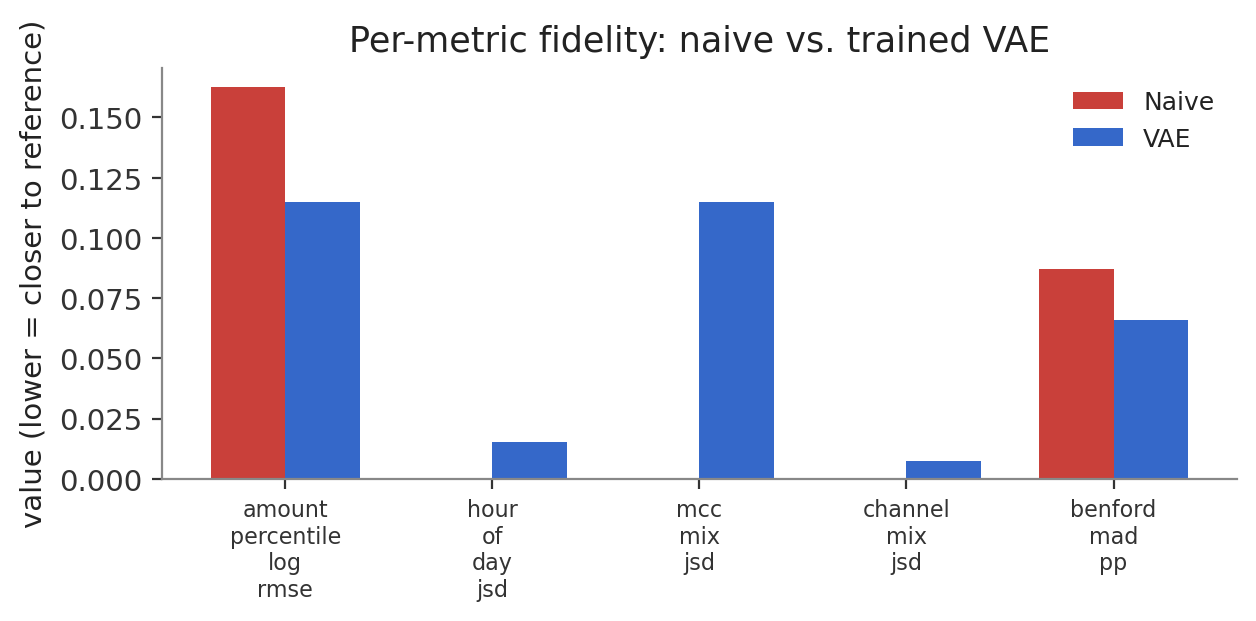 Per-metric fidelity: naive vs. trained VAE
value (lower = closer to reference)
0.150
0.125
0.100
0.075
0.050
0.025
0.000
Naive
VAE
amount
percentile
log
rmse
hour
of
day
jsd
mcc
mix
jsd
channel
mix
jsd
benford
mad
pp